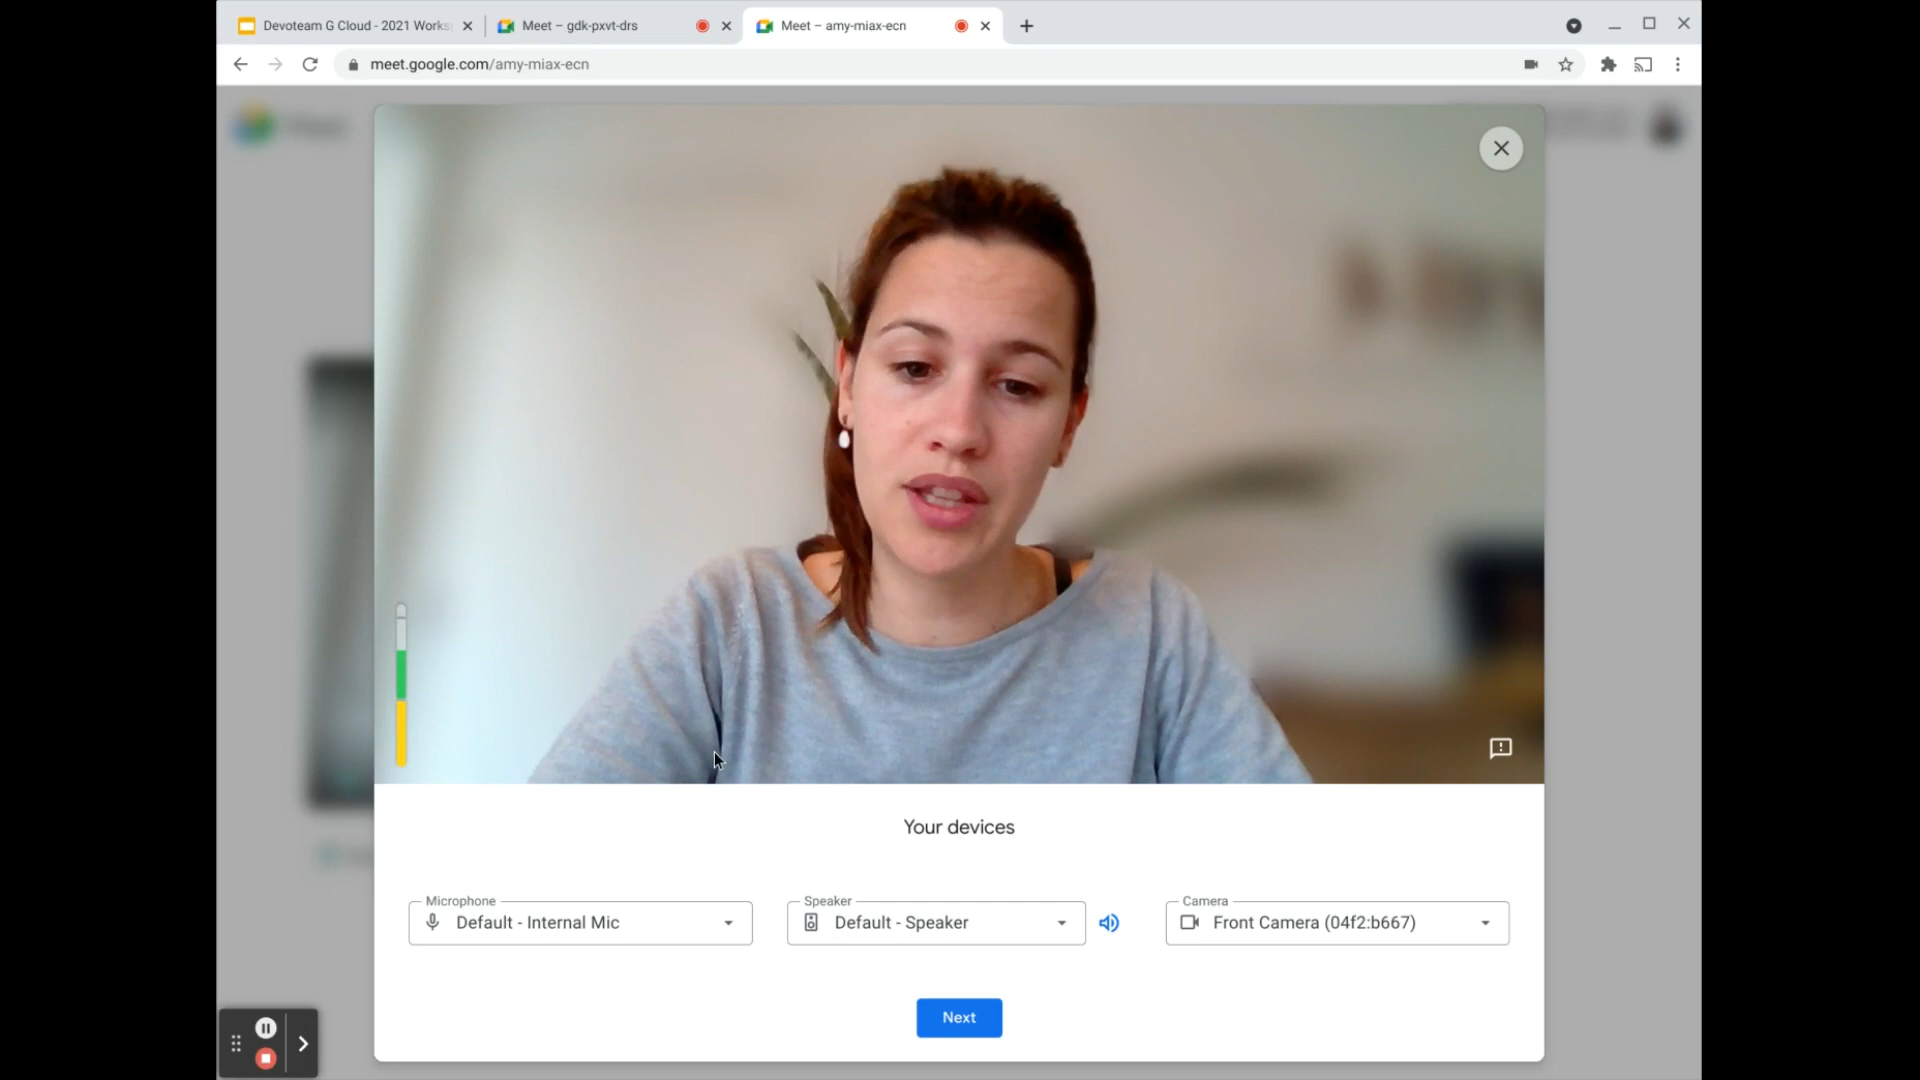 Devoteam G Cloud - 2021 Works
Meet – gdk-pxvt-drs
Meet – amy-miax-ecn
meet.google.com/amy-miax-ecn
Your devices
Microphone
Default - Internal Mic
Speaker
Default - Speaker
Camera
Front Camera (04f2:b667)
Next